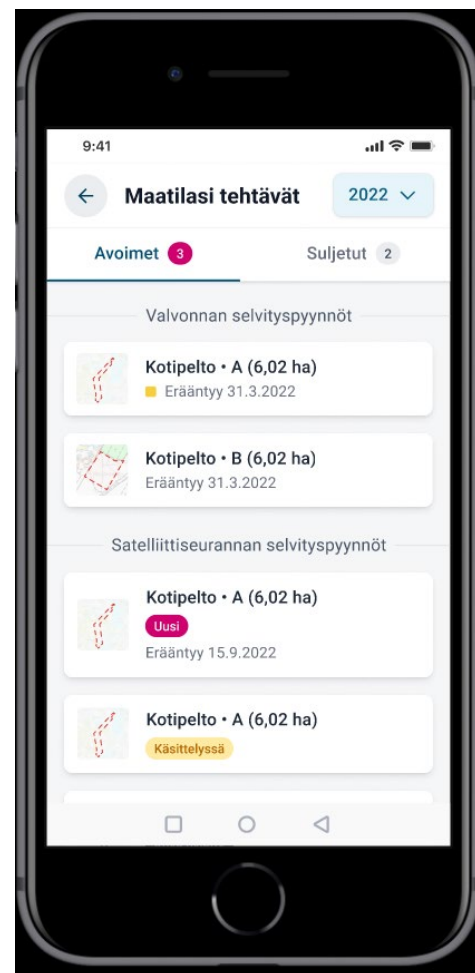 9:41
Maatilasi tehtävät
2022
Avoimet 3
Suljetut 2
Valvonnan selvityspyynnöt
Kotipelto • A (6,02 ha)
Erääntyy 31.3.2022
Kotipelto • B (6,02 ha)
Erääntyy 31.3.2022
Satelliittiseurannan selvityspyynnöt
Kotipelto • A (6,02 ha)
Uusi
Erääntyy 15.9.2022
Kotipelto • A (6,02 ha)
Käsittelyssä